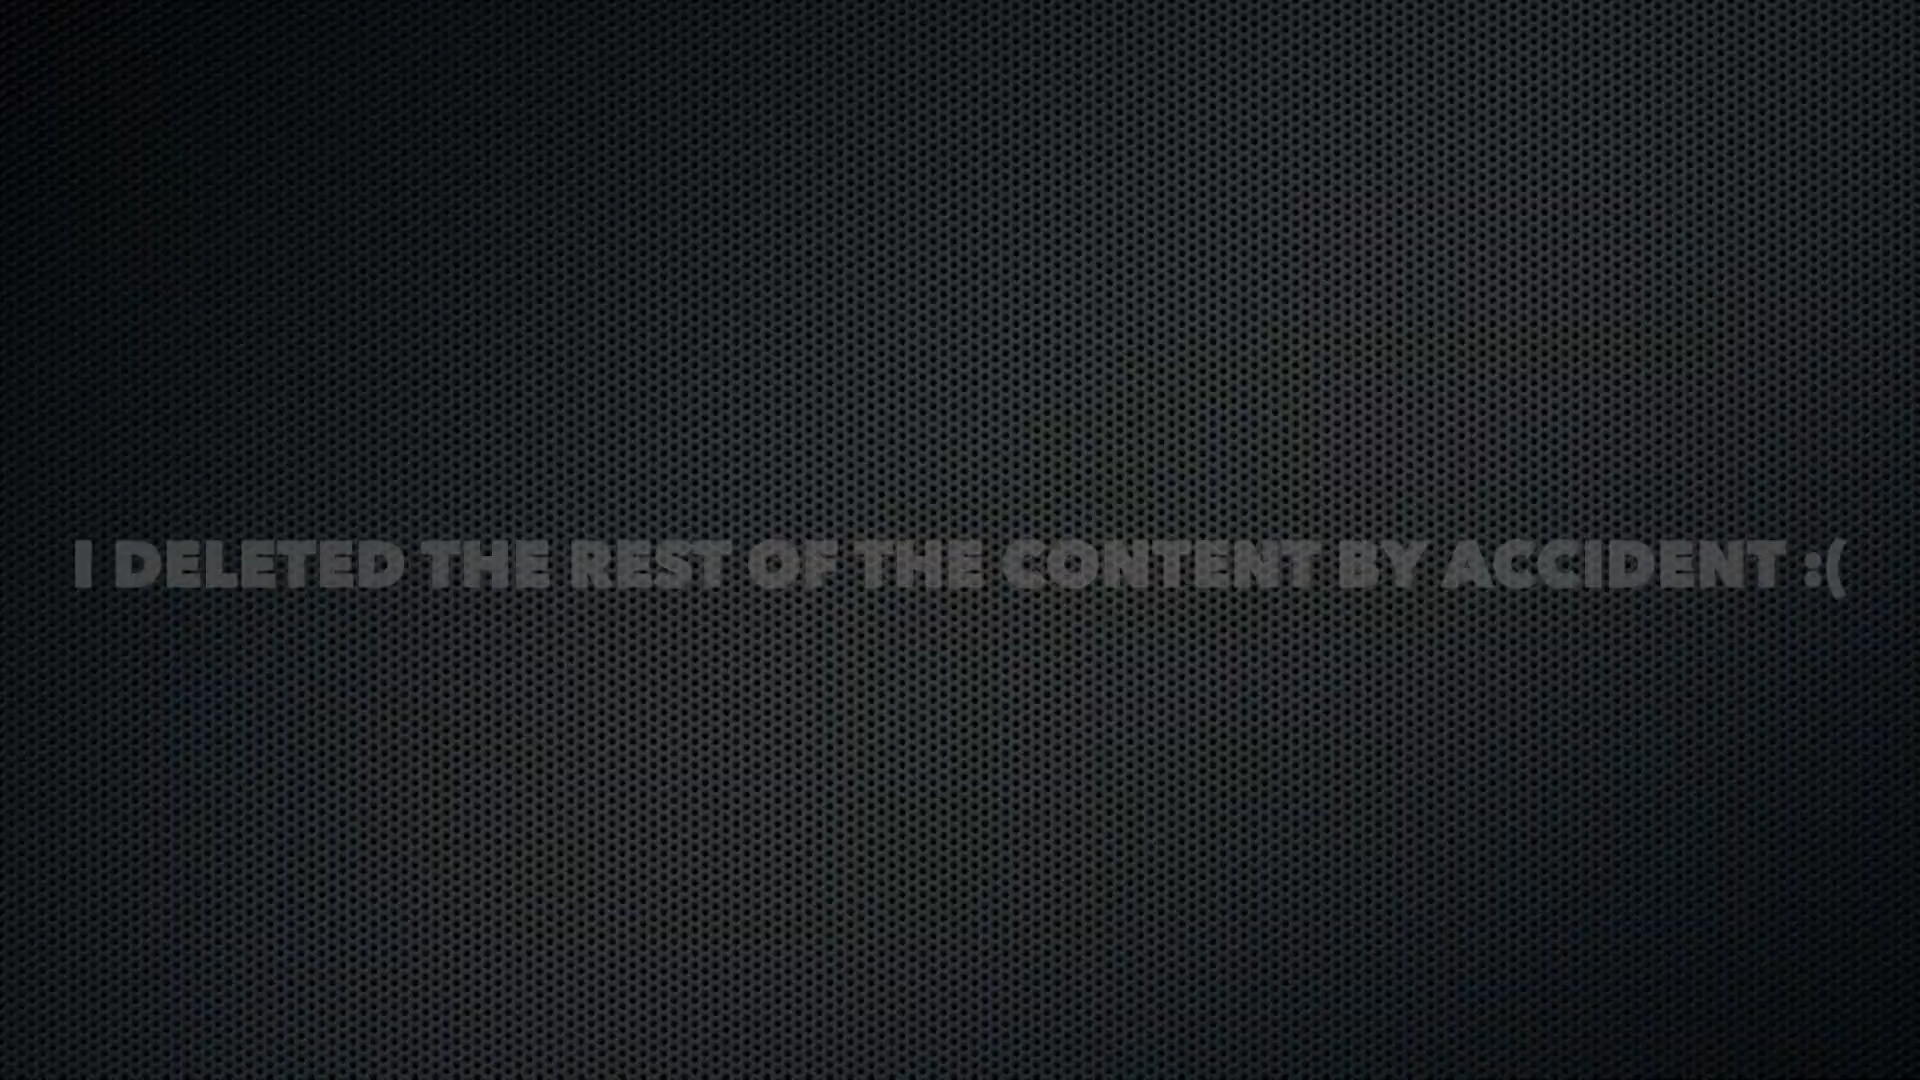 I DELETED THE REST OF THE CONTENT BY ACCIDENT :(